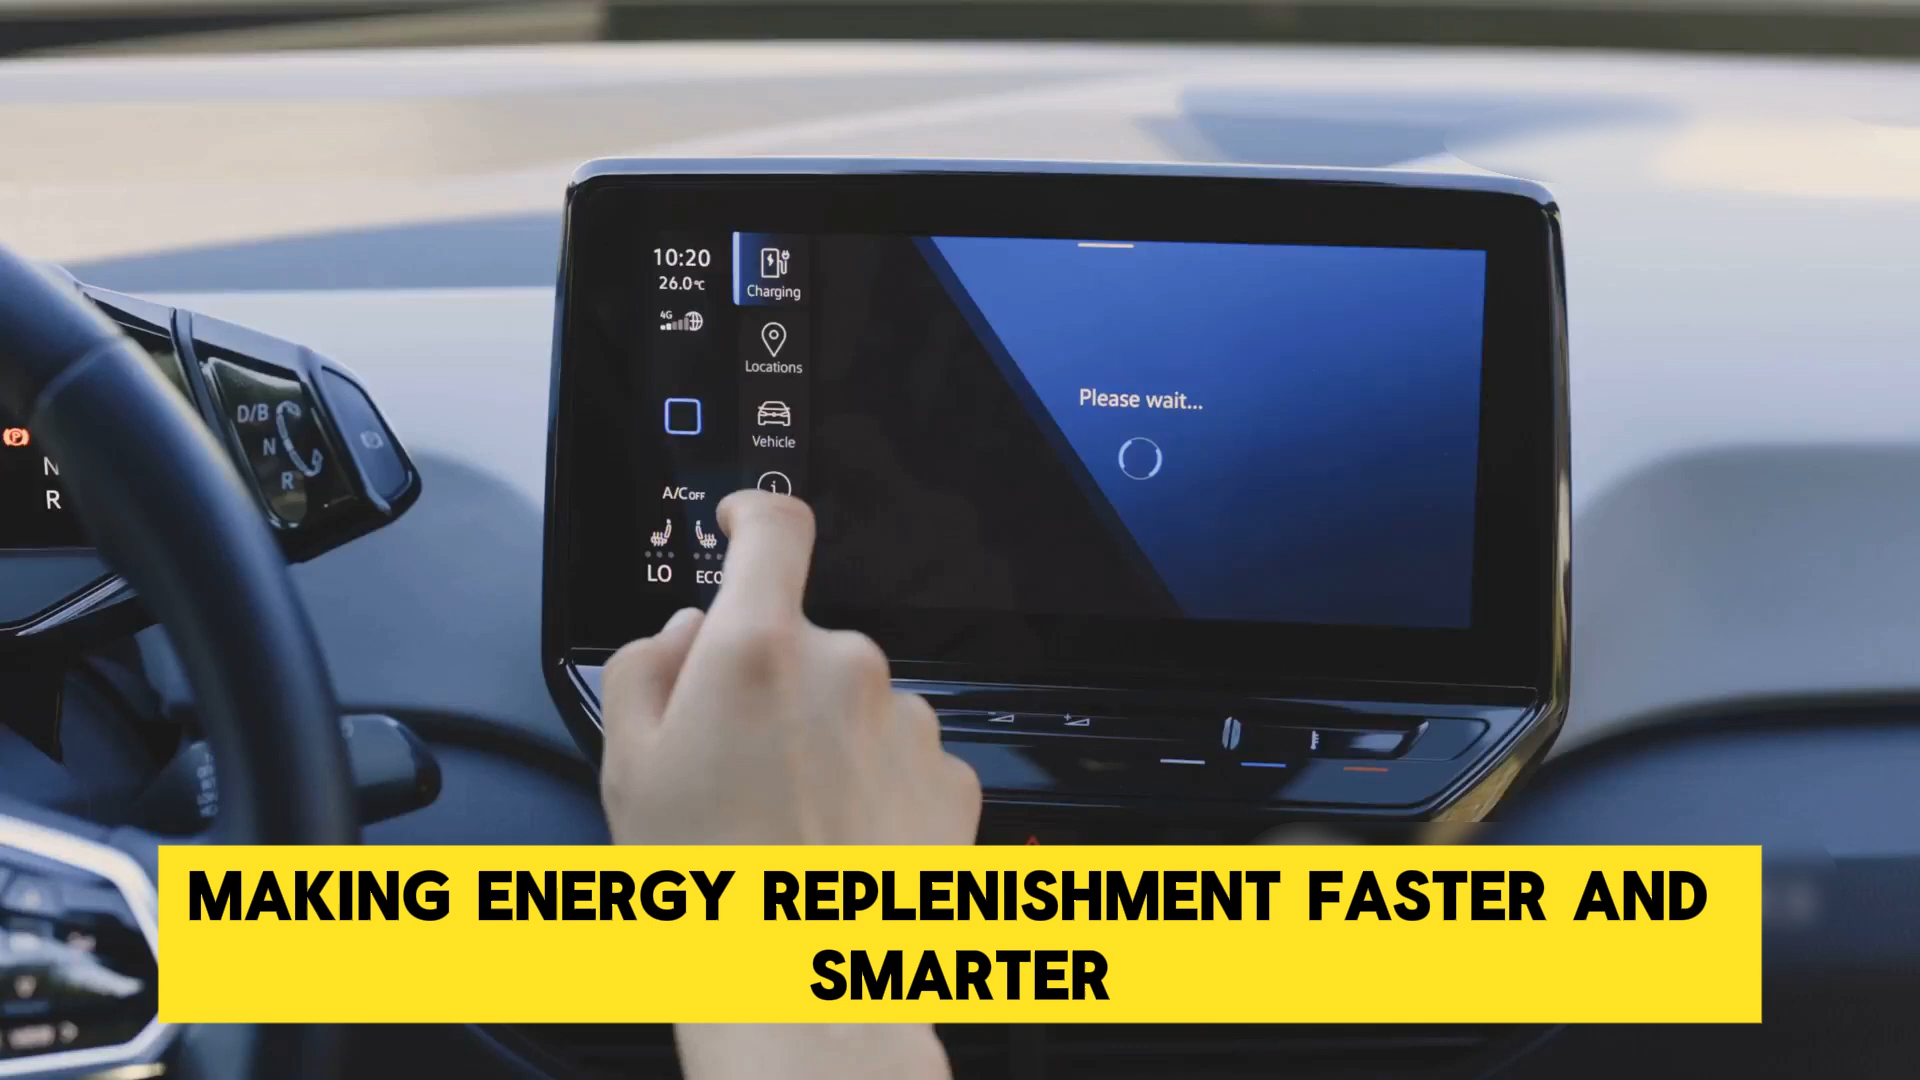 10:20
26.0°C
4G
Charging
Locations
Vehicle
Please wait...
A/C OFF
LO
ECO
D/B
N
R
N
R
MAKING ENERGY REPLENISHMENT FASTER AND
SMARTER